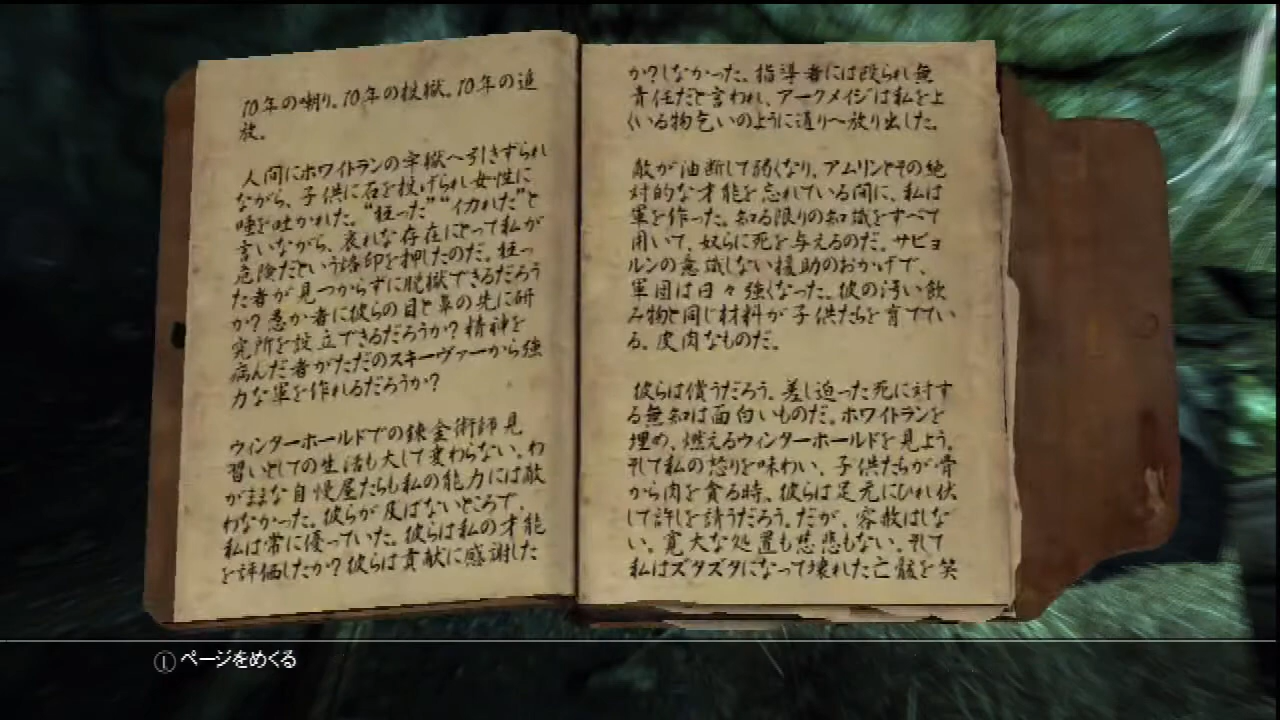 10年の嘲り。10年の投獄。10年の追
放。
人間にホワイトランの牢獄へ引きずられ
ながら、子供に石を投げられ女性に
唾を吐かれた。“狂った”“イカれた”と
言いながら、哀れな存在にとって私が
危険だという烙印を押したのだ。狂っ
た者が見つからずに脱獄できるだろう
か？愚か者に彼らの目と鼻の先に研
究所を設立できるだろうか？精神を
病んだ者がただのスキーヴァーから強
力な軍を作れるだろうか？
ウィンターホールドでの錬金術師見
習いとしての生活も大して変わらない。わ
がままな自慢屋たちも私の能力には敵
わなかった。彼らが及ばないところで、
私は常に優っていた。彼らは私の才能
を評価したか？彼らは貢献に感謝した
か？しなかった。指導者には殴られ無
責任だと言われ、アークメイジは私をよ
くいる物乞いのように通りへ放り出した。
敵が油断して弱くなり、アムリンとその絶
対的な才能を忘れている間に、私は
軍を作った。知る限りの知識をすべて
用いて、奴らに死を与えるのだ。サビョ
ルンの意識しない援助のおかげで、
軍団は日々強くなった。彼の汚い飲
み物と同じ材料が子供たちを育ててい
る。皮肉なものだ。
彼らは償うだろう。差し迫った死に対す
る無知は面白いものだ。ホワイトランを
埋め、燃えるウィンターホールドを見よう。
そして私の怒りを味わい、子供たちが骨
から肉を貪る時、彼らは足元にひれ伏
して許しを請うだろう。だが、容赦はしな
い。寛大な処置も慈悲もない。そして
私はズタズタになって壊れた亡骸を笑
Ⓛ ページをめくる